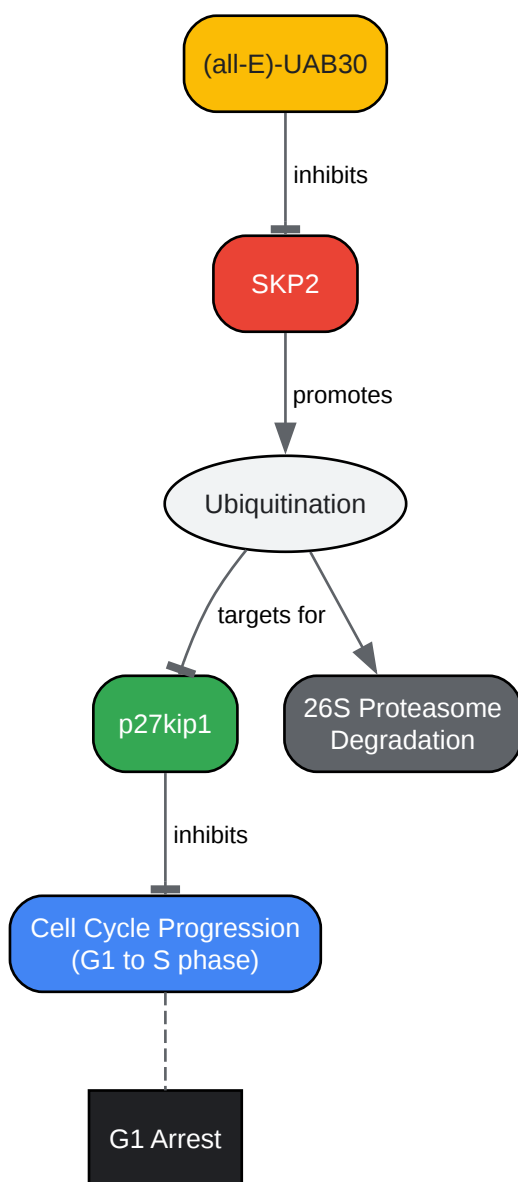 (all-E)-UAB30
inhibits
SKP2
promotes
Ubiquitination
targets for
p27kip1
26S Proteasome
Degradation
inhibits
Cell Cycle Progression
(G1 to S phase)
G1 Arrest